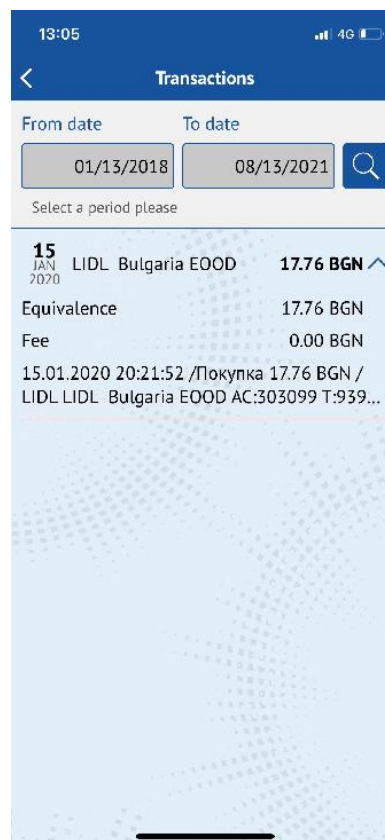 13:05 4G
Transactions
From date To date
01/13/2018 08/13/2021
Select a period please
15
JAN
2020
LIDL Bulgaria EOOD 17.76 BGN
Equivalence 17.76 BGN
Fee 0.00 BGN
15.01.2020 20:21:52 /Покупка 17.76 BGN /
LIDL LIDL Bulgaria EOOD AC:303099 T:939...